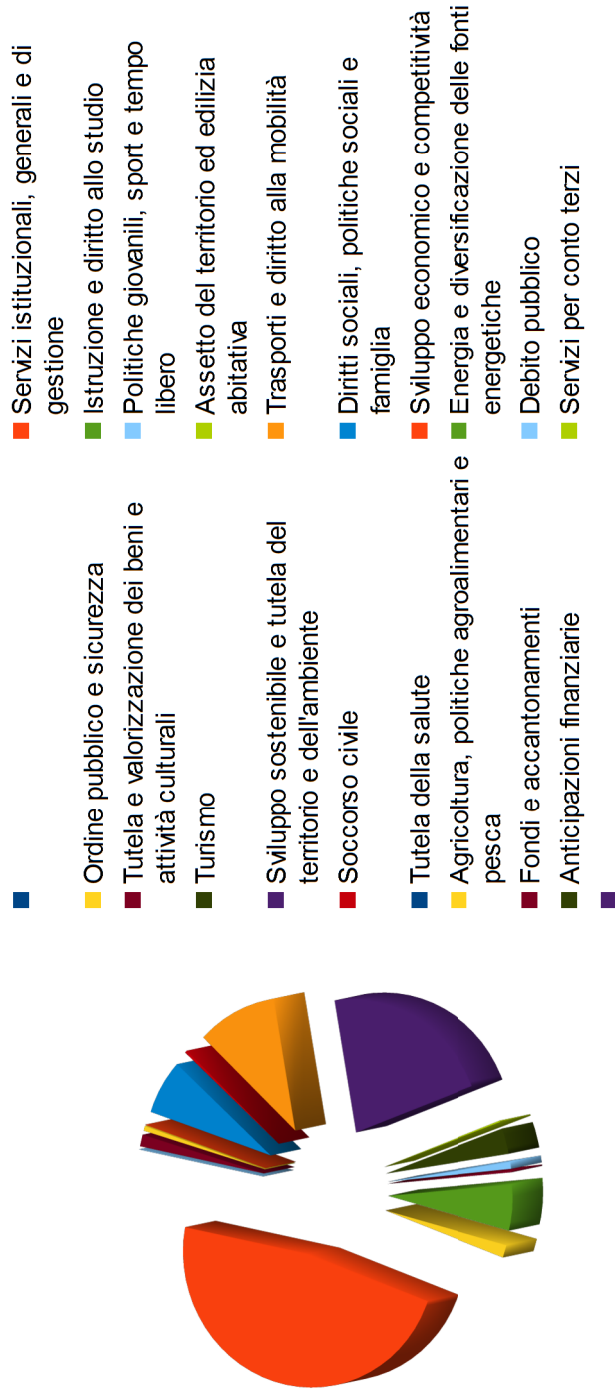 Servizi istituzionali, generali e di
gestione
Ordine pubblico e sicurezza
Istruzione e diritto allo studio
Tutela e valorizzazione dei beni e
attività culturali
Politiche giovanili, sport e tempo
libero
Turismo
Assetto del territorio ed edilizia
abitativa
Sviluppo sostenibile e tutela del
territorio e dell'ambiente
Trasporti e diritto alla mobilità
Soccorso civile
Diritti sociali, politiche sociali e
famiglia
Tutela della salute
Sviluppo economico e competitività
Agricoltura, politiche agroalimentari e
pesca
Energia e diversificazione delle fonti
energetiche
Fondi e accantonamenti
Debito pubblico
Anticipazioni finanziarie
Servizi per conto terzi